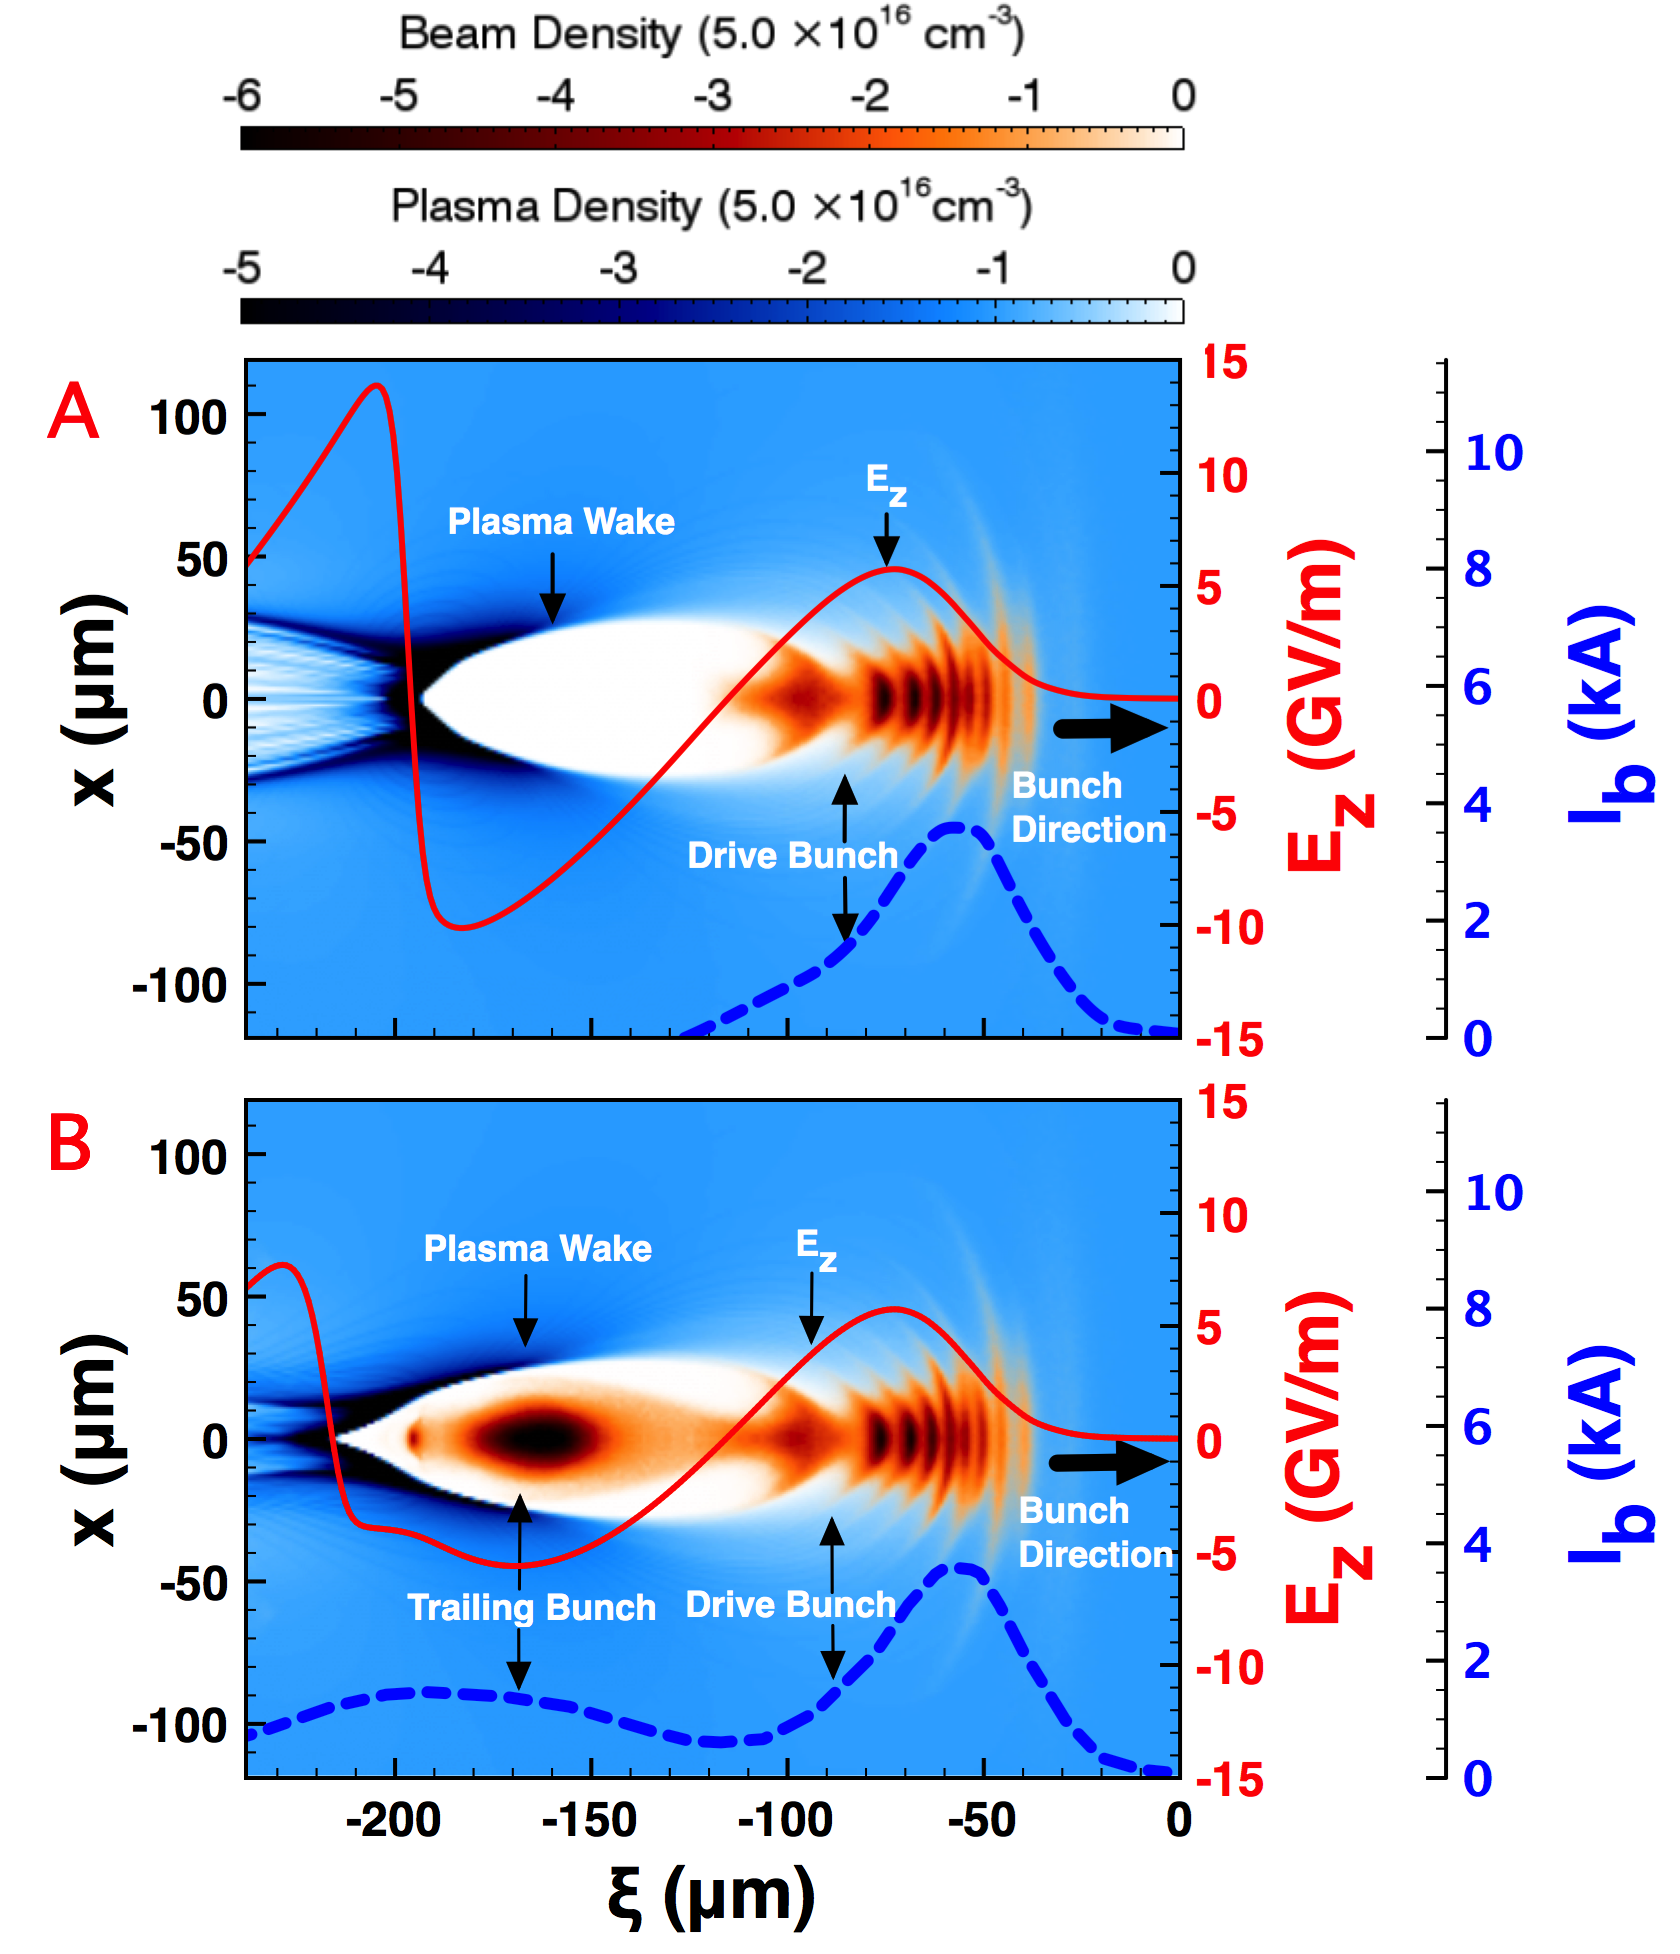 Beam Density (5.0 ×10^16 cm^-3)
-6 -5 -4 -3 -2 -1 0
Plasma Density (5.0 ×10^16 cm^-3)
-5 -4 -3 -2 -1 0
A
100
50
0
-50
-100
x (μm)
Plasma Wake
E_z
Drive Bunch
Bunch
Direction
15
10
5
0
-5
-10
-15
E_z (GV/m)
10
8
6
4
2
0
I_b (kA)
B
100
50
0
-50
-100
x (μm)
Plasma Wake
E_z
Trailing Bunch
Drive Bunch
Bunch
Direction
15
10
5
0
-5
-10
-15
E_z (GV/m)
10
8
6
4
2
0
I_b (kA)
-200 -150 -100 -50 0
ξ (μm)